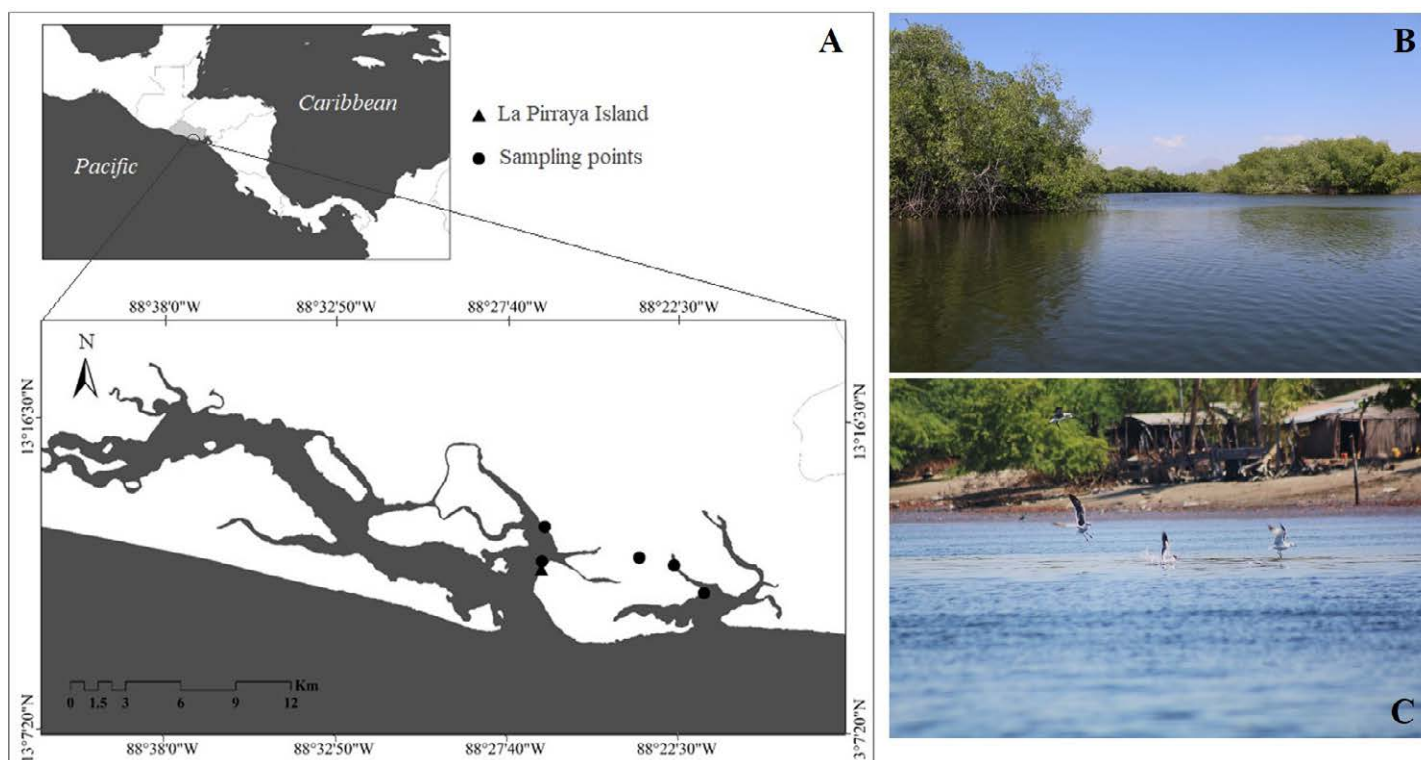 A
Caribbean
Pacific
▲ La Pirraya Island
● Sampling points
88°38'0"W 88°32'50"W 88°27'40"W 88°22'30"W
N
13°16'30"N 13°16'30"N
Km
0 1.5 3 6 9 12
13°7'20"N 13°7'20"N
88°38'0"W 88°32'50"W 88°27'40"W 88°22'30"W
B
C